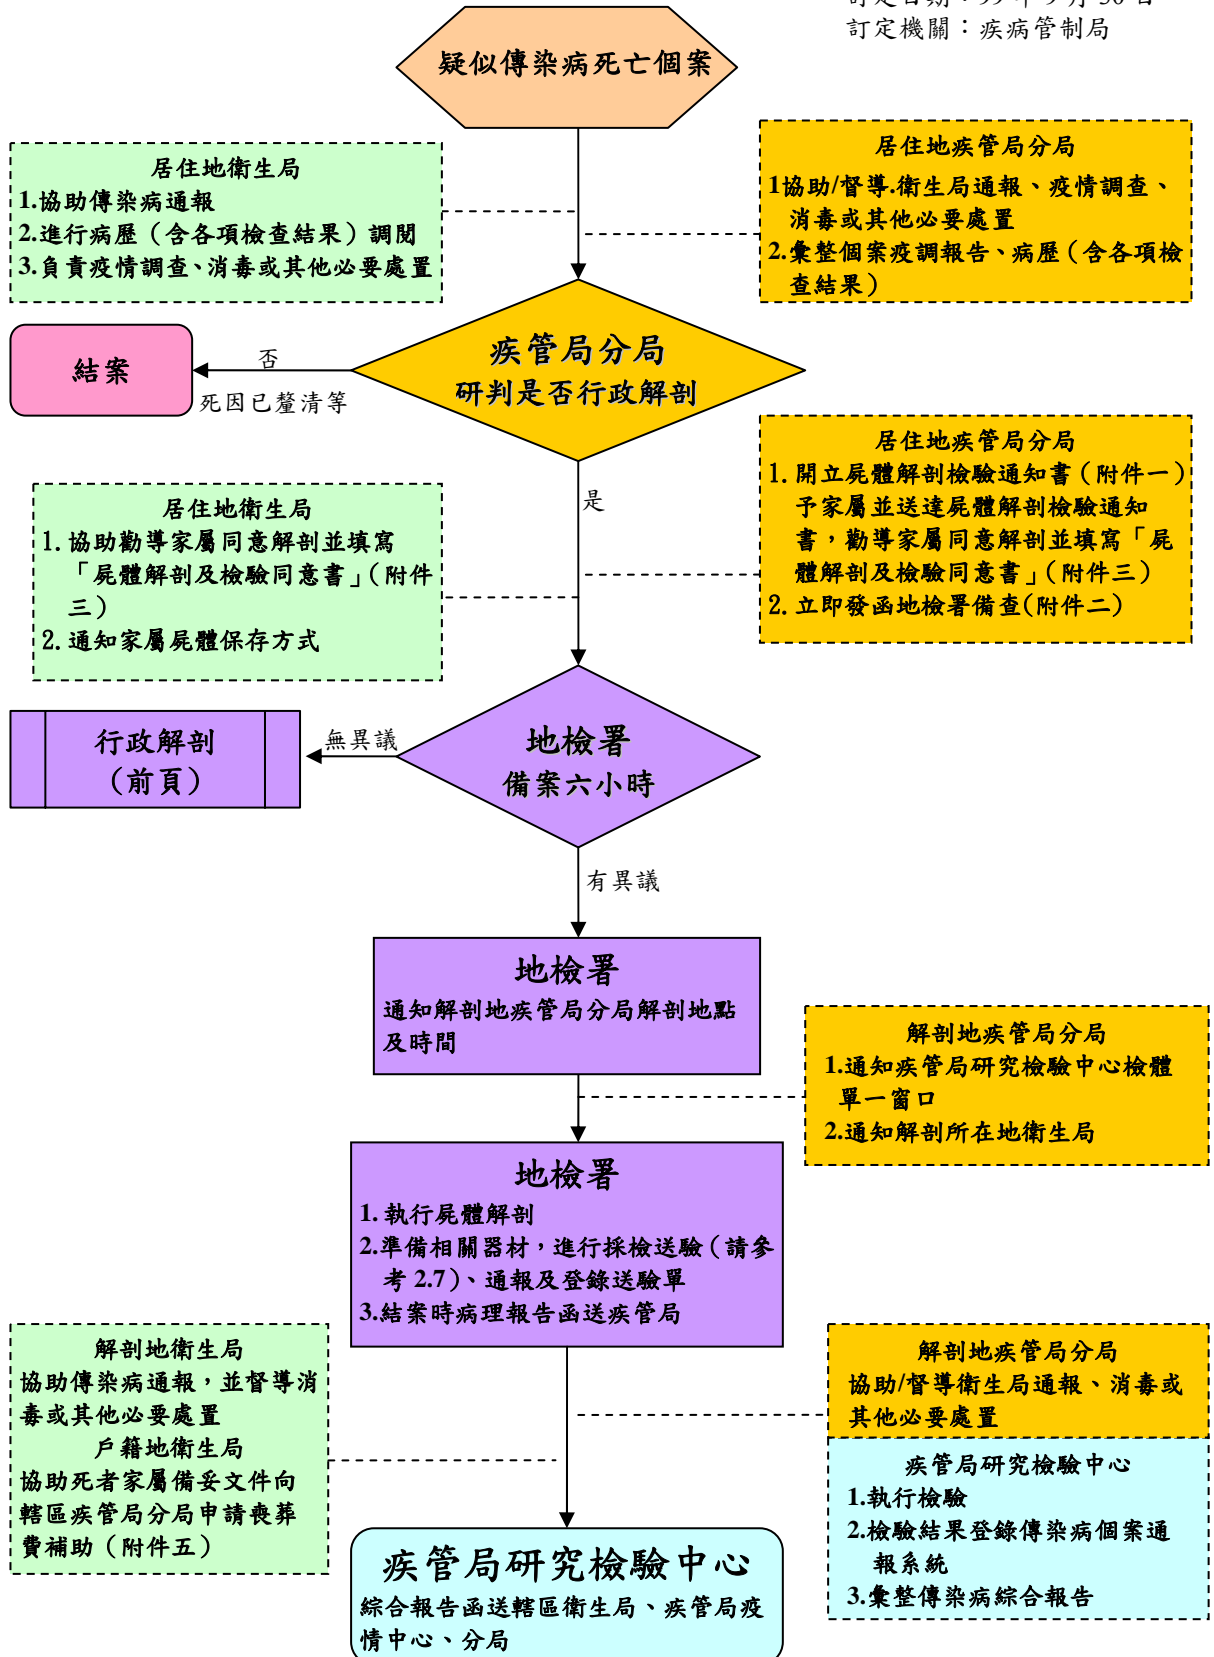 訂定機關：疾病管制局
疑似傳染病死亡個案
居住地衛生局
1.協助傳染病通報
2.進行病歷（含各項檢查結果）調閱
3.負責疫情調查、消毒或其他必要處置
居住地疾管局分局
1協助/督導.衛生局通報、疫情調查、
消毒或其他必要處置
2.彙整個案疫調報告、病歷（含各項檢
查結果）
疾管局分局
研判是否行政解剖
否
死因已釐清等
結案
是
居住地衛生局
1. 協助勸導家屬同意解剖並填寫
「屍體解剖及檢驗同意書」（附件
三）
2. 通知家屬屍體保存方式
居住地疾管局分局
1. 開立屍體解剖檢驗通知書（附件一）
予家屬並送達屍體解剖檢驗通知
書，勸導家屬同意解剖並填寫「屍
體解剖及檢驗同意書」（附件三）
2. 立即發函地檢署備查(附件二）
地檢署
備案六小時
無異議
行政解剖
（前頁）
有異議
地檢署
通知解剖地疾管局分局解剖地點
及時間
解剖地疾管局分局
1.通知疾管局研究檢驗中心檢體
單一窗口
2.通知解剖所在地衛生局
地檢署
1. 執行屍體解剖
2.準備相關器材，進行採檢送驗（請參
考 2.7）、通報及登錄送驗單
3.結案時病理報告函送疾管局
解剖地衛生局
協助傳染病通報，並督導消
毒或其他必要處置
戶籍地衛生局
協助死者家屬備妥文件向
轄區疾管局分局申請喪葬
費補助（附件五）
解剖地疾管局分局
協助/督導衛生局通報、消毒或
其他必要處置
疾管局研究檢驗中心
1.執行檢驗
2.檢驗結果登錄傳染病個案通
報系統
3.彙整傳染病綜合報告
疾管局研究檢驗中心
綜合報告函送轄區衛生局、疾管局疫
情中心、分局